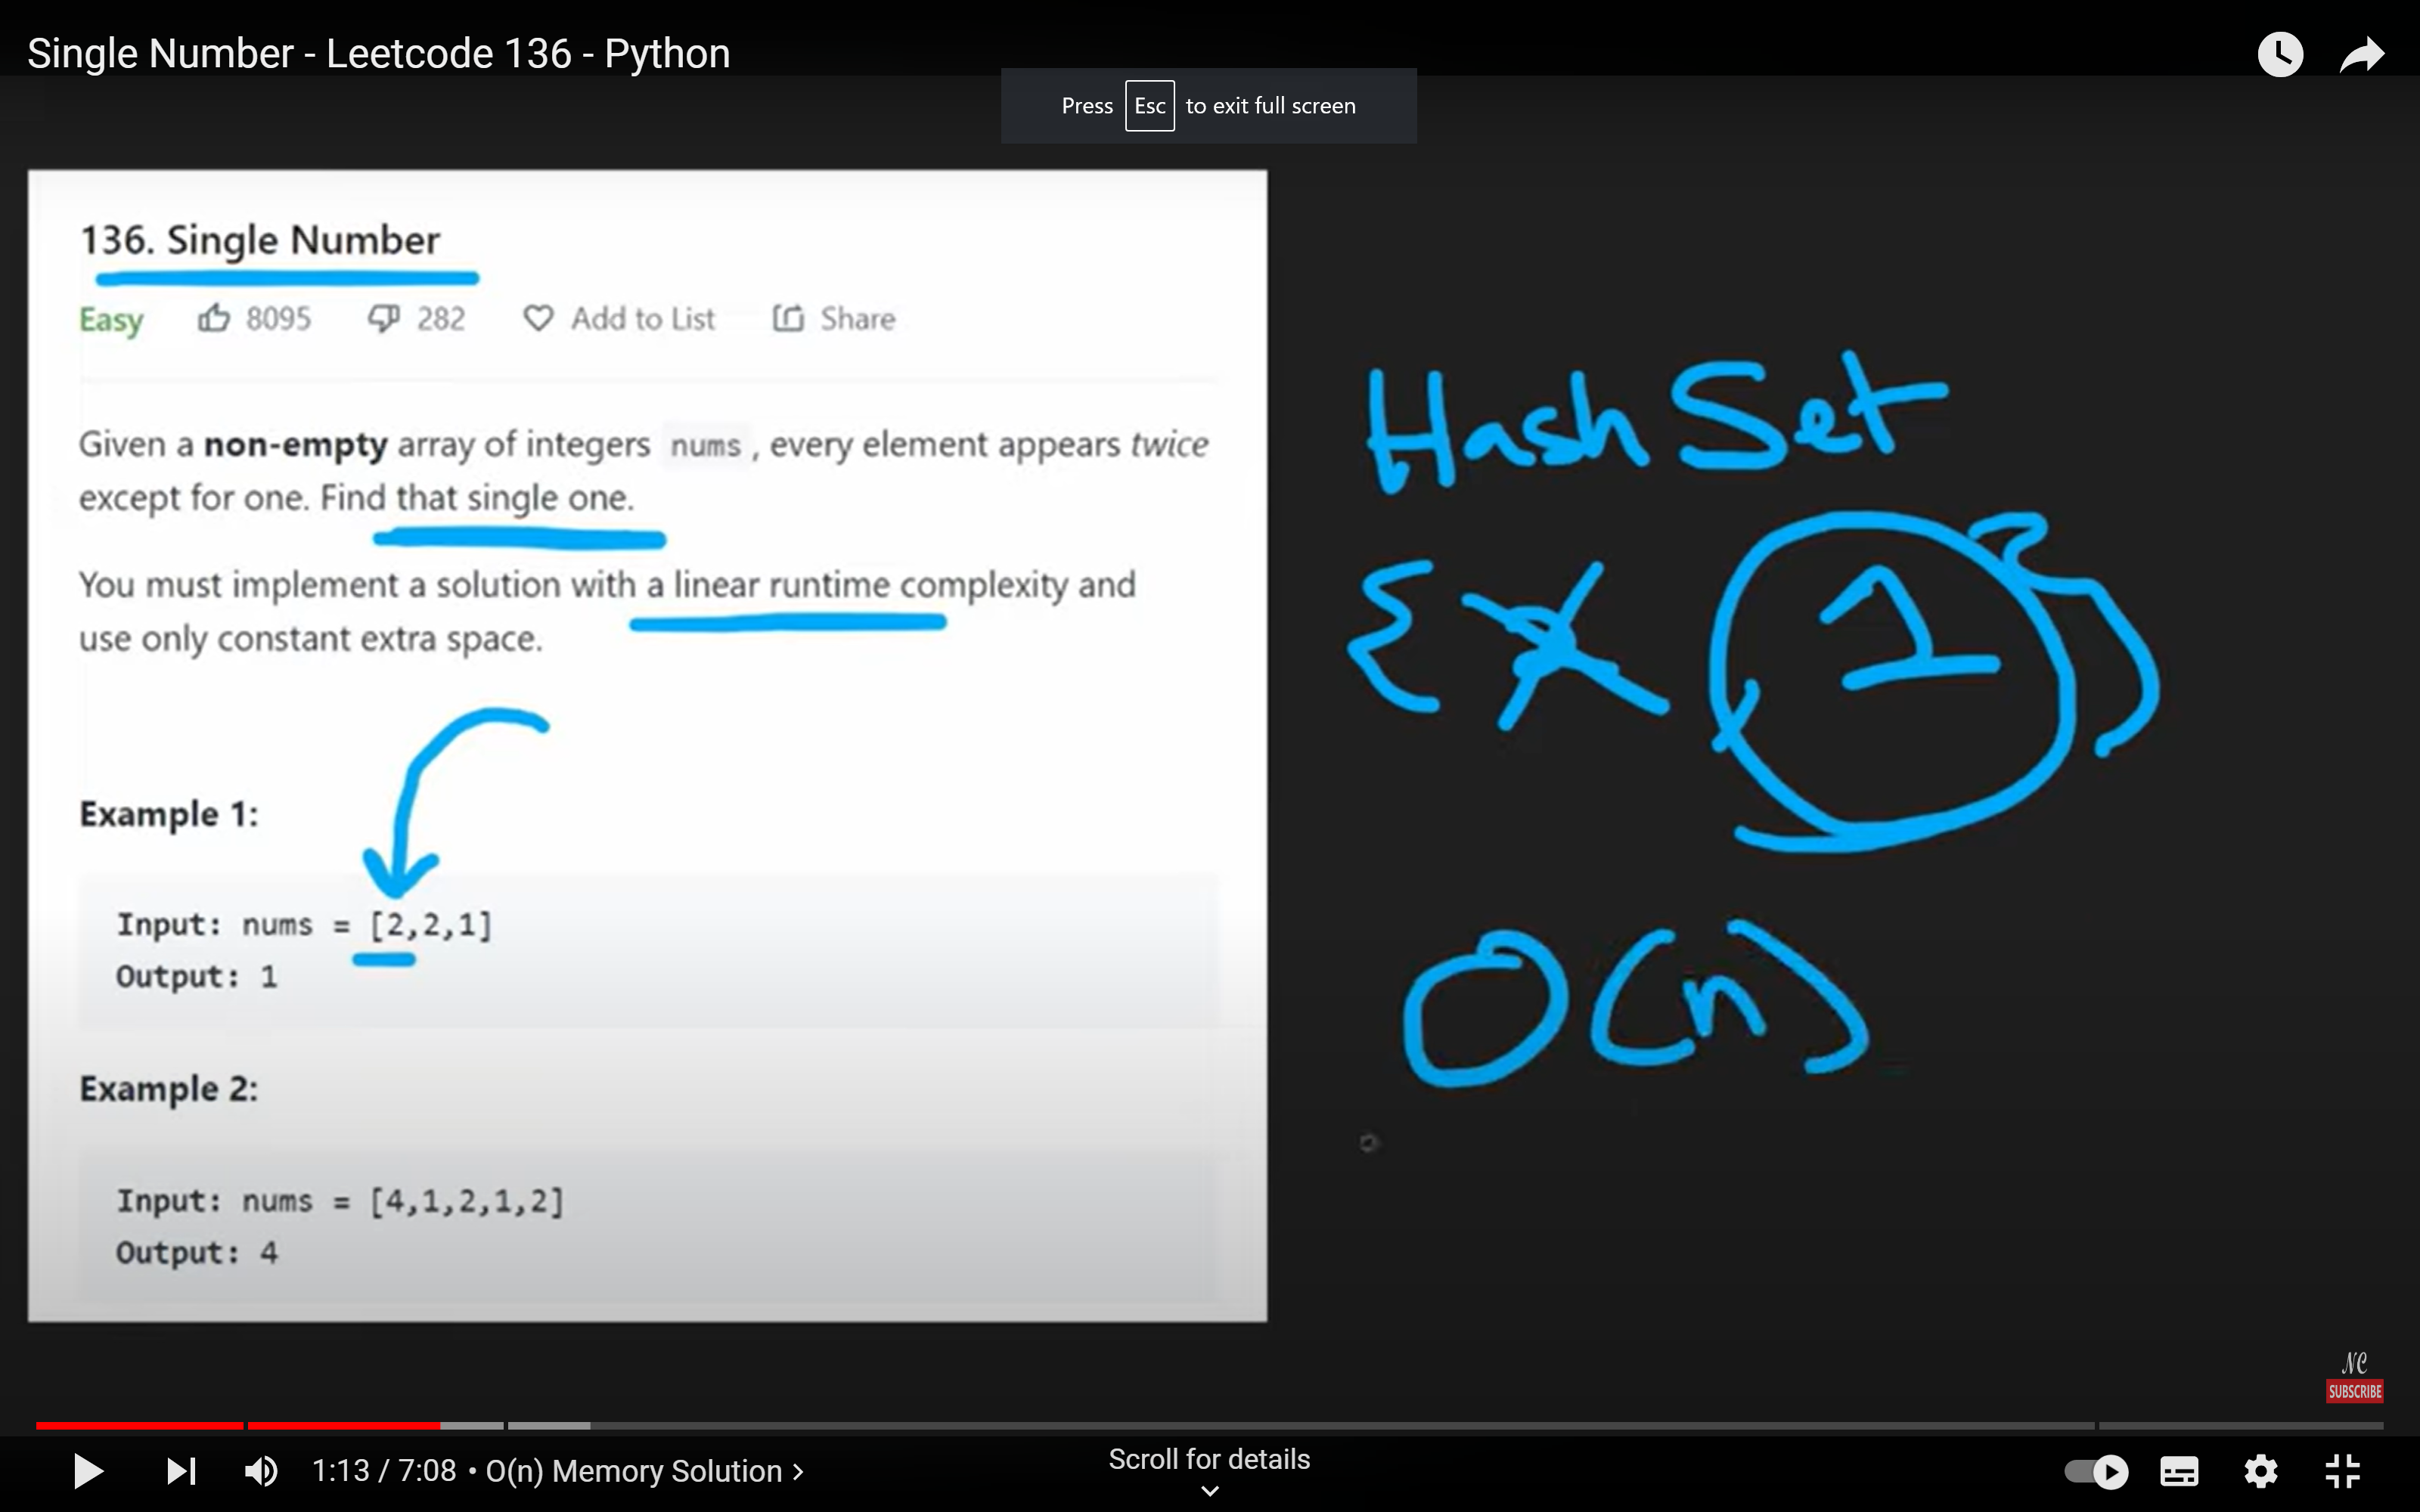 Single Number - Leetcode 136 - Python
Press Esc to exit full screen
136. Single Number
Easy 8095 282 Add to List Share
Given a non-empty array of integers nums, every element appears twice
except for one. Find that single one.
You must implement a solution with a linear runtime complexity and
use only constant extra space.
Example 1:
Input: nums = [2,2,1]
Output: 1
Example 2:
Input: nums = [4,1,2,1,2]
Output: 4
Hash Set
{ 2 1 }
O(n)
NC
SUBSCRIBE
1:13 / 7:08 • O(n) Memory Solution >
Scroll for details